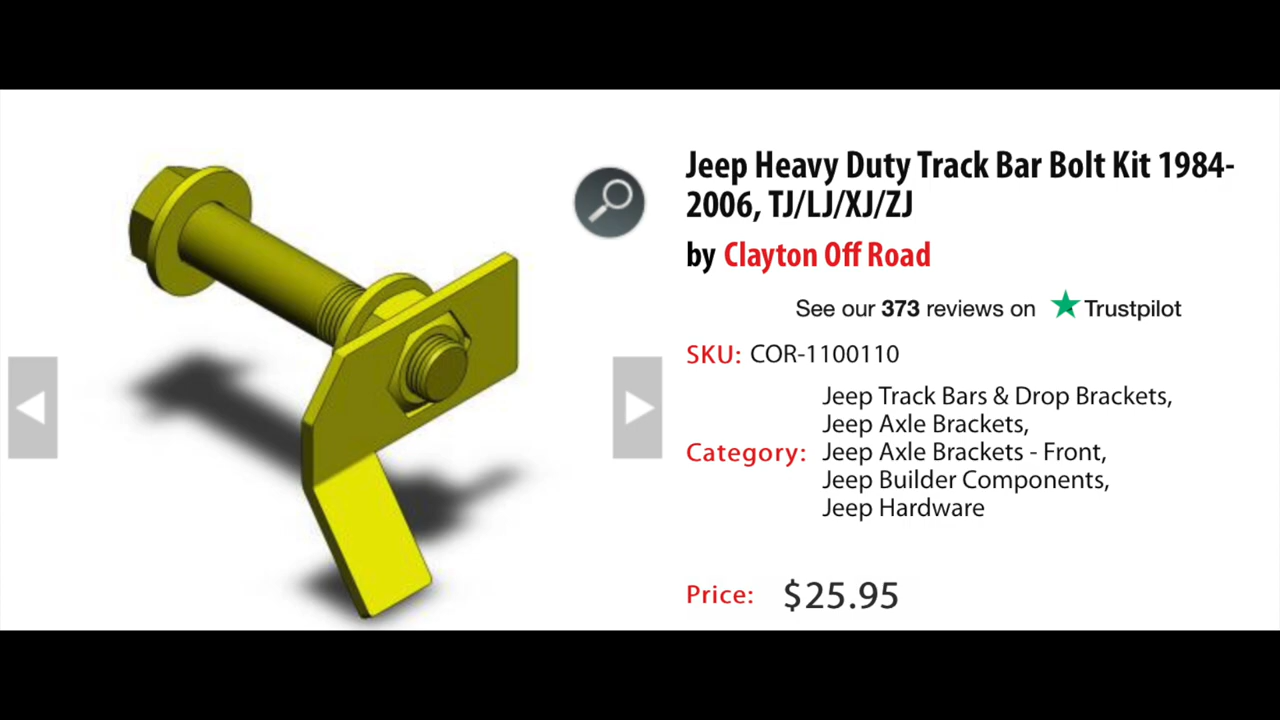 Jeep Heavy Duty Track Bar Bolt Kit 1984-
2006, TJ/LJ/XJ/ZJ
by Clayton Off Road
See our 373 reviews on Trustpilot
SKU: COR-1100110
Jeep Track Bars & Drop Brackets,
Jeep Axle Brackets,
Category: Jeep Axle Brackets - Front,
Jeep Builder Components,
Jeep Hardware
Price: $25.95